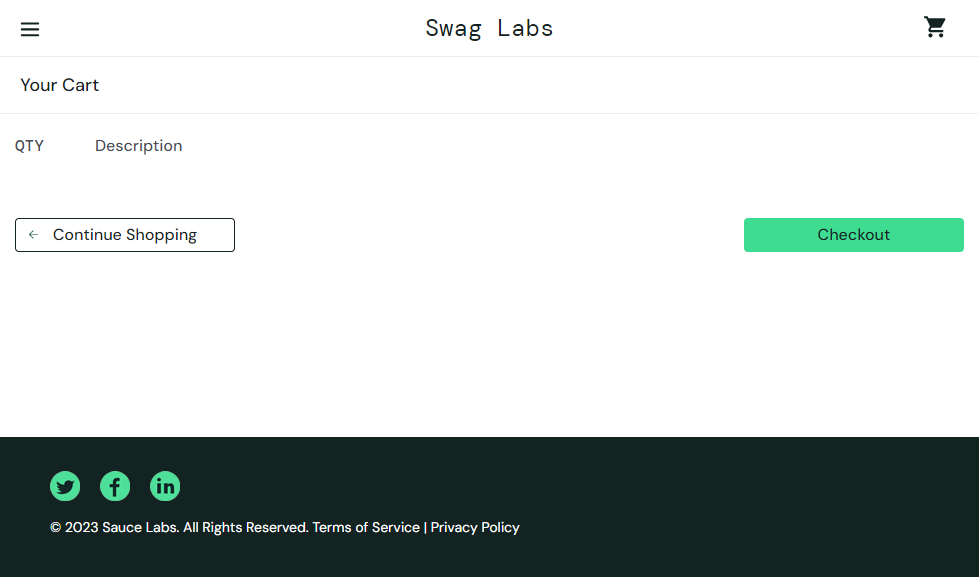 Swag Labs
Your Cart
QTY Description
Continue Shopping Checkout
© 2023 Sauce Labs. All Rights Reserved. Terms of Service | Privacy Policy